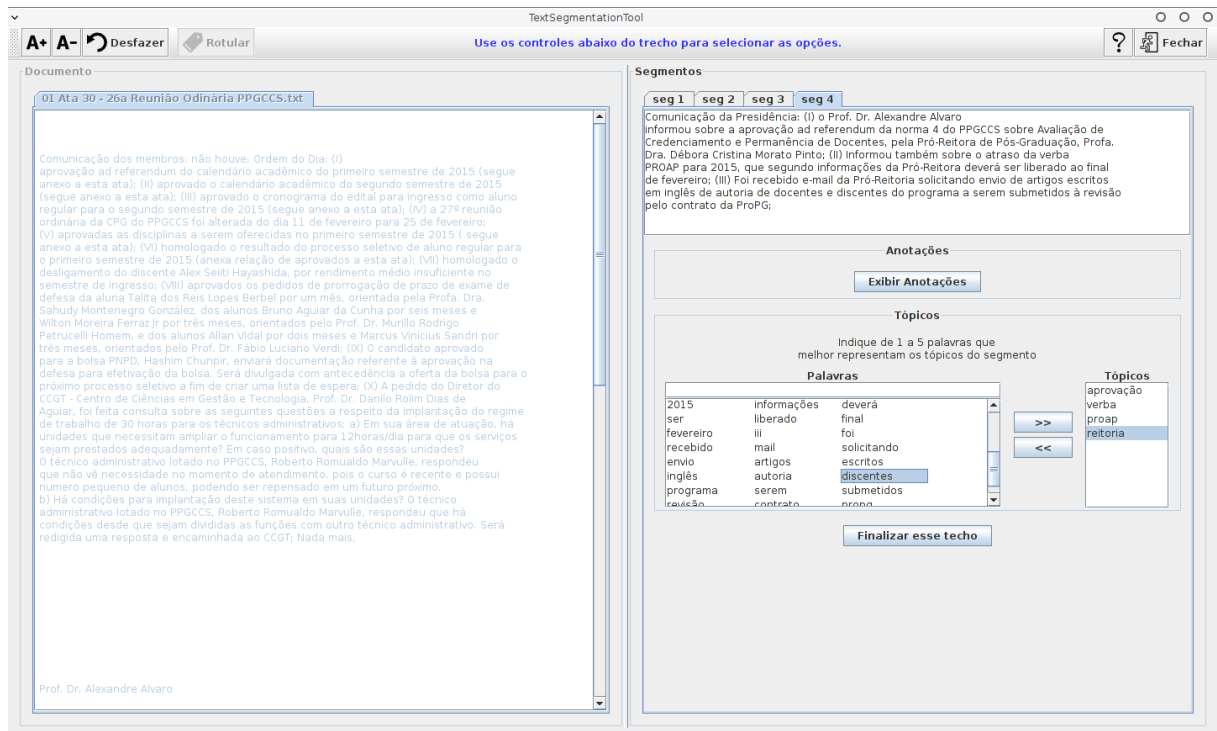 TextSegmentationTool
A+ A- Desfazer Rotular Use os controles abaixo do trecho para selecionar as opções. ? Fechar
Documento
01 Ata 30 - 26a Reunião Odinária PPGCCS.txt
Comunicação dos membros: não houve; Ordem do Dia: (I)
aprovação ad referendum do calendário acadêmico do primeiro semestre de 2015 (segue
anexo a esta ata); (II) aprovado o calendário acadêmico do segundo semestre de 2015
(segue anexo a esta ata); (III) aprovado o cronograma do edital para ingresso como aluno
regular para o segundo semestre de 2015 (segue anexo a esta ata); (IV) a 27ª reunião
ordinária da CPG do PPGCCS foi alterada do dia 11 de fevereiro para 25 de fevereiro;
(V) aprovadas as disciplinas a serem oferecidas no primeiro semestre de 2015 ( segue
anexo a esta ata); (VI) homologado o resultado do processo seletivo de aluno regular para
o primeiro semestre de 2015 (anexa relação de aprovados a esta ata); (VII) homologado o
desligamento do discente Alex Seiiti Hayashida, por rendimento médio insuficiente no
semestre de ingresso; (VIII) aprovados os pedidos de prorrogação de prazo de exame de
defesa da aluna Talita dos Reis Lopes Berbel por um mês, orientada pela Profa. Dra.
Sahudy Montenegro González, dos alunos Bruno Aguiar da Cunha por seis meses e
Wilton Moreira Ferraz Jr por três meses, orientados pelo Prof. Dr. Murillo Rodrigo
Petrucelli Homem, e dos alunos Allan Vidal por dois meses e Marcus Vinicius Sandri por
três meses, orientados pelo Prof. Dr. Fábio Luciano Verdi; (IX) O candidato aprovado
para a bolsa PNPD, Hashim Chunpir, enviará documentação referente à aprovação na
defesa para efetivação da bolsa. Será divulgada com antecedência a oferta da bolsa para o
próximo processo seletivo a fim de criar uma lista de espera; (X) A pedido do Diretor do
CCGT - Centro de Ciências em Gestão e Tecnologia, Prof. Dr. Danilo Rolim Dias de
Aguiar, foi feita consulta sobre as seguintes questões a respeito da implantação do regime
de trabalho de 30 horas para os técnicos administrativos: a) Em sua área de atuação, há
unidades que necessitam ampliar o funcionamento para 12horas/dia para que os serviços
sejam prestados adequadamente? Em caso positivo, quais são essas unidades?
O técnico administrativo lotado no PPGCCS, Roberto Romualdo Marvulle, respondeu
que não vê necessidade no momento de atendimento, pois o curso é recente e possui
numero pequeno de alunos, podendo ser repensado em um futuro próximo.
b) Há condições para implantação deste sistema em suas unidades? O técnico
administrativo lotado no PPGCCS, Roberto Romualdo Marvulle, respondeu que há
condições desde que sejam divididas as funções com outro técnico administrativo. Será
redigida uma resposta e encaminhada ao CCGT; Nada mais,
Prof. Dr. Alexandre Alvaro
Segmentos
seg 1 seg 2 seg 3 seg 4
Comunicação da Presidência: (I) o Prof. Dr. Alexandre Alvaro
informou sobre a aprovação ad referendum da norma 4 do PPGCCS sobre Avaliação de
Credenciamento e Permanência de Docentes, pela Pró-Reitora de Pós-Graduação, Profa.
Dra. Débora Cristina Morato Pinto; (II) Informou também sobre o atraso da verba
PROAP para 2015, que segundo informações da Pró-Reitora deverá ser liberado ao final
de fevereiro; (III) Foi recebido e-mail da Pró-Reitoria solicitando envio de artigos escritos
em inglês de autoria de docentes e discentes do programa a serem submetidos à revisão
pelo contrato da ProPG;
Anotações
Exibir Anotações
Tópicos
Indique de 1 a 5 palavras que
melhor representam os tópicos do segmento
Palavras
2015 informações deverá
ser liberado final
fevereiro iii foi
recebido mail solicitando
envio artigos escritos
inglês autoria discentes
programa serem submetidos
revisão contrato propg
>>
<<
Tópicos
aprovação
verba
proap
reitoria
Finalizar esse techo